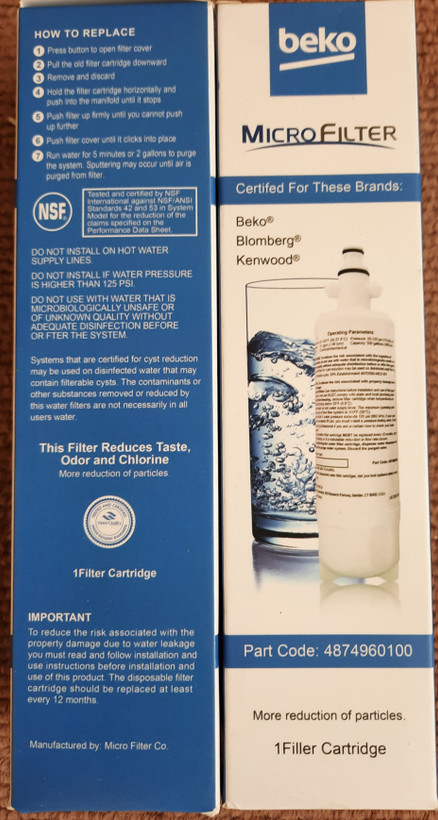 HOW TO REPLACE
1 Press button to open filter cover
2 Pull the old filter cartridge downward
3 Remove and discard
4 Hold the filter cartridge horizontally and
push into the manifold until it stops
5 Push filter up firmly until you cannot push
up further
6 Push filter cover until it clicks into place
7 Run water for 5 minutes or 2 gallons to purge
the system. Sputtering may occur until air is
purged from filter.
NSF®
Tested and certified by NSF
International against NSF/ANSI
Standards 42 and 53 in System
Model for the reduction of the
claims specified on the
Performance Data Sheet.
DO NOT INSTALL ON HOT WATER
SUPPLY LINES.
DO NOT INSTALL IF WATER PRESSURE
IS HIGHER THAN 125 PSI.
DO NOT USE WITH WATER THAT IS
MICROBIOLOGICALLY UNSAFE OR
OF UNKNOWN QUALITY WITHOUT
ADEQUATE DISINFECTION BEFORE
OR FTER THE SYSTEM.
Systems that are certified for cyst reduction
may be used on disinfected water that may
contain filterable cysts. The contaminants or
other substances removed or reduced by
this water filters are not necessarily in all
users water.
This Filter Reduces Taste,
Odor and Chlorine
More reduction of particles.
1Filter Cartridge
IMPORTANT
To reduce the risk associated with the
property damage due to water leakage
you must read and follow installation and
use instructions before installation and
use of this product. The disposable filter
cartridge should be replaced at least
every 12 months.
Manufactured by: Micro Filter Co.
beko
MICROFILTER
Certifed For These Brands:
Beko®
Blomberg®
Kenwood®
Operating Parameters
Part Code: 4874960100
More reduction of particles.
1Filler Cartridge